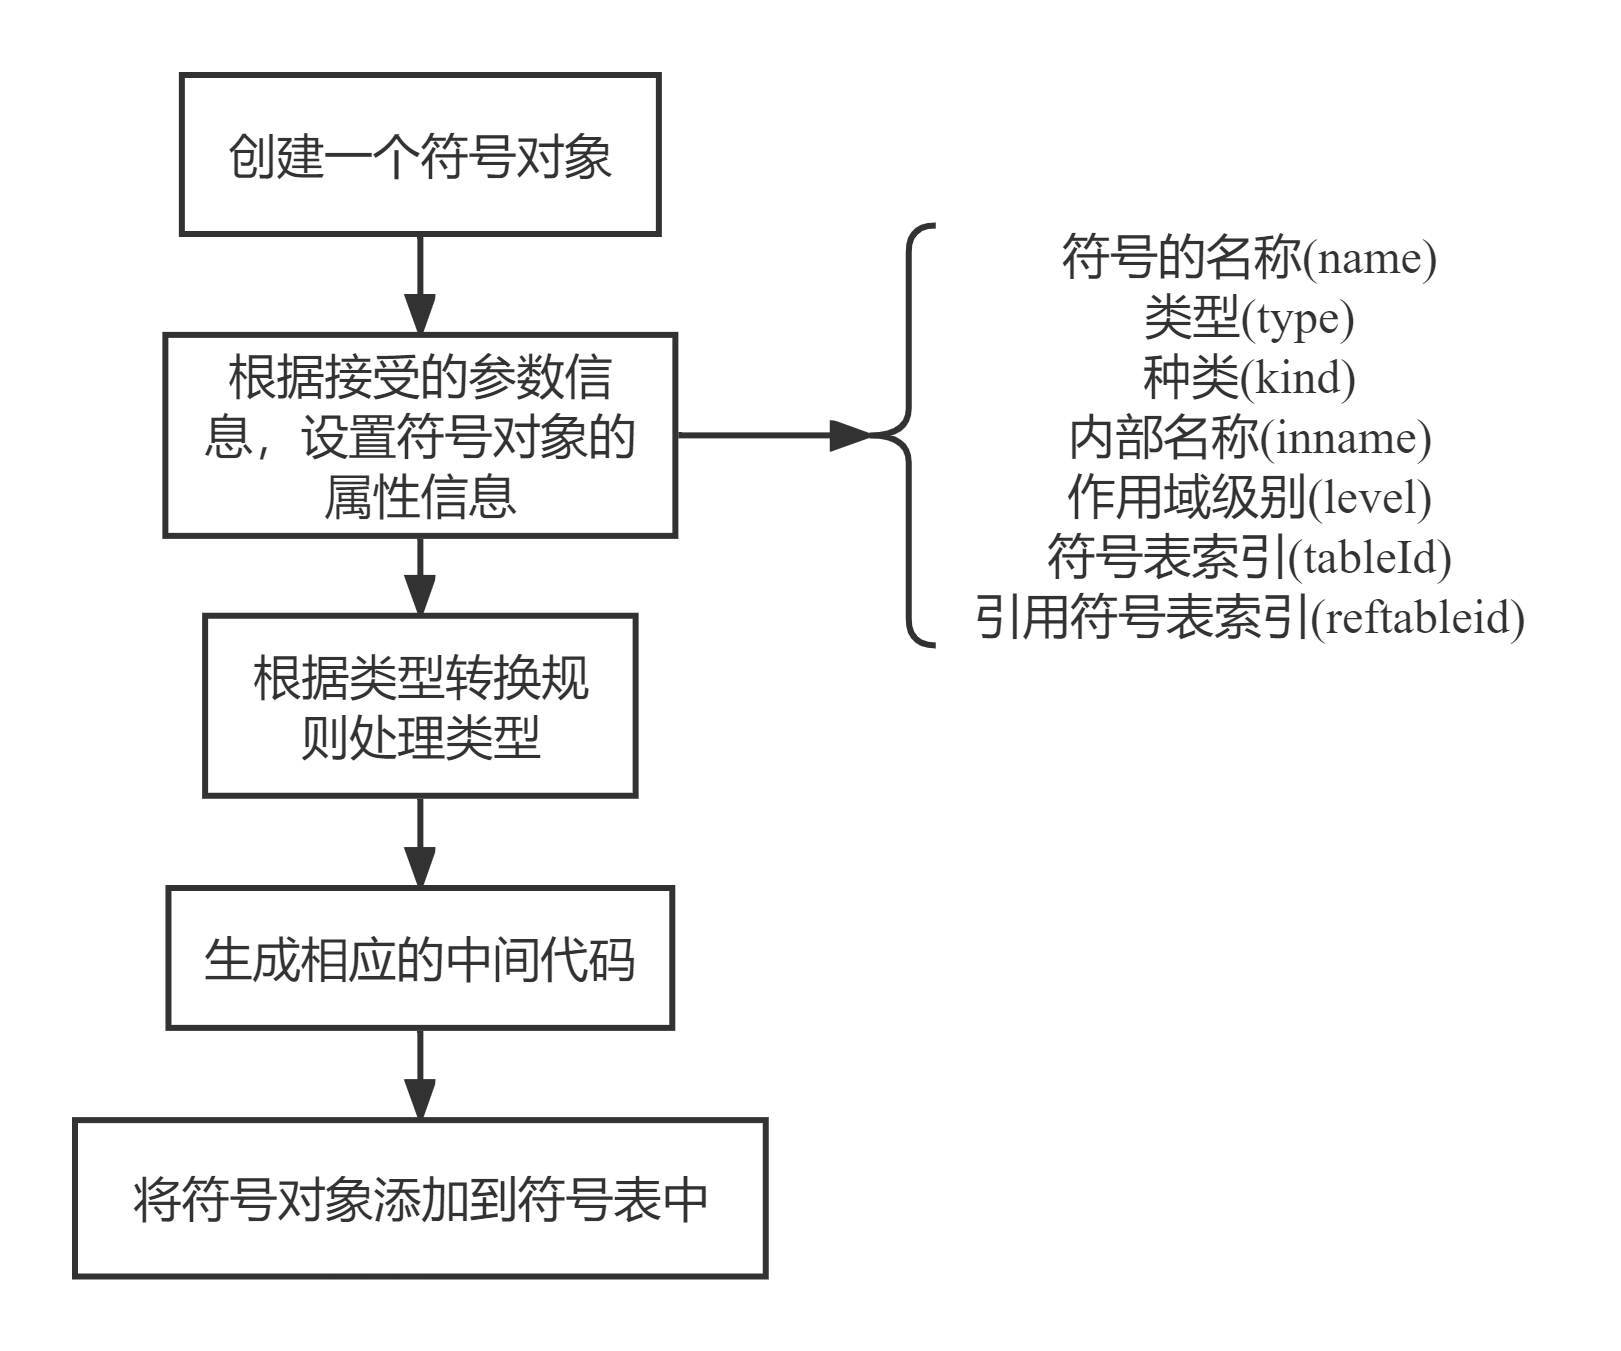 创建一个符号对象
根据接受的参数信
息，设置符号对象的
属性信息
符号的名称(name)
类型(type)
种类(kind)
内部名称(inname)
作用域级别(level)
符号表索引(tableId)
引用符号表索引(reftableid)
根据类型转换规
则处理类型
生成相应的中间代码
将符号对象添加到符号表中